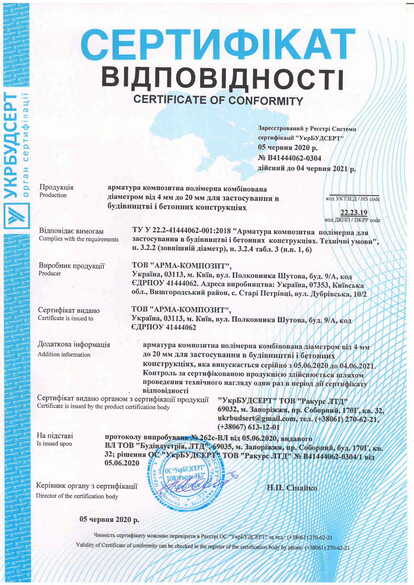 СЕРТИФІКАТ
ВІДПОВІДНОСТІ
CERTIFICATE OF CONFORMITY
УКРБУДСЕРТ
орган сертифікації
Зареєстрований у Реєстрі Системи
сертифікації "УкрБУДСЕРТ"
05 червня 2020 р.
№ В41444062-0304
дійсний до 04 червня 2021 р.
Продукція
Production
арматура композитна полімерна комбінована
діаметром від 4 мм до 20 мм для застосування в
будівництві і бетонних конструкціях
код УКТЗЕД / HS code
22.23.19
код ДКПП / DKPP code
Відповідає вимогам
Complies with the requirements
ТУ У 22.2-41444062-001:2018 "Арматура композитна полімерна для
застосування в будівництві і бетонних конструкціях. Технічні умови",
п. 3.2.2 (зовнішній діаметр), п. 3.2.4 табл. 3 (п.п. 1, 6)
Виробник продукції
Producer
ТОВ "АРМА-КОМПОЗИТ",
Україна, 03113, м. Київ, вул. Полковника Шутова, буд. 9/А, код
ЄДРПОУ 41444062. Адреса виробництва: Україна, 07353, Київська
обл., Вишгородський район, с. Старі Петрівці, вул. Дубрівська, 10/2
Сертифікат видано
Certificate is issued to
ТОВ "АРМА-КОМПОЗИТ",
Україна, 03113, м. Київ, вул. Полковника Шутова, буд. 9/А, код
ЄДРПОУ 41444062
Додаткова інформація
Addition information
арматура композитна полімерна комбінована діаметром від 4 мм
до 20 мм для застосування в будівництві і бетонних
конструкціях, яка випускається серійно з 05.06.2020 до 04.06.2021.
Контроль за сертифікованою продукцією здійснюється шляхом
проведення технічного нагляду один раз в період дії сертифікату
відповідності
Сертифікат видано органом з сертифікації продукції
Certificate is issued by the product certification body
"УкрБУДСЕРТ" ТОВ "Ракурс ЛТД"
69032, м. Запоріжжя, пр. Соборний, 170Г, кв. 32,
ukrbudsert@gmail.com, тел. (+38061) 270-62-21,
(+38067) 613-12-01
На підставі
Is issued upon
протоколу випробувань № 262с-ВЛ від 05.06.2020, виданого
ВЛ ТОВ "Будіндустрія, ЛТД", 69035, м. Запоріжжя, пр. Соборний, буд. 170Г, кв.
32; рішення ОС "УкрБУДСЕРТ" ТОВ "Ракурс ЛТД" № В41444062-0304/1 від
05.06.2020
Керівник органу з сертифікації
Director of the certification body
Н.П. Сінайко
05 червня 2020 р.
Чинність сертифікату можливо перевірити в Реєстрі ОС "УкрБУДСЕРТ" за тел.: (+38061) 270-62-21
Validity of Certificate of conformity can be checked in the register of the certification body by phone: (+38061) 270-62-21